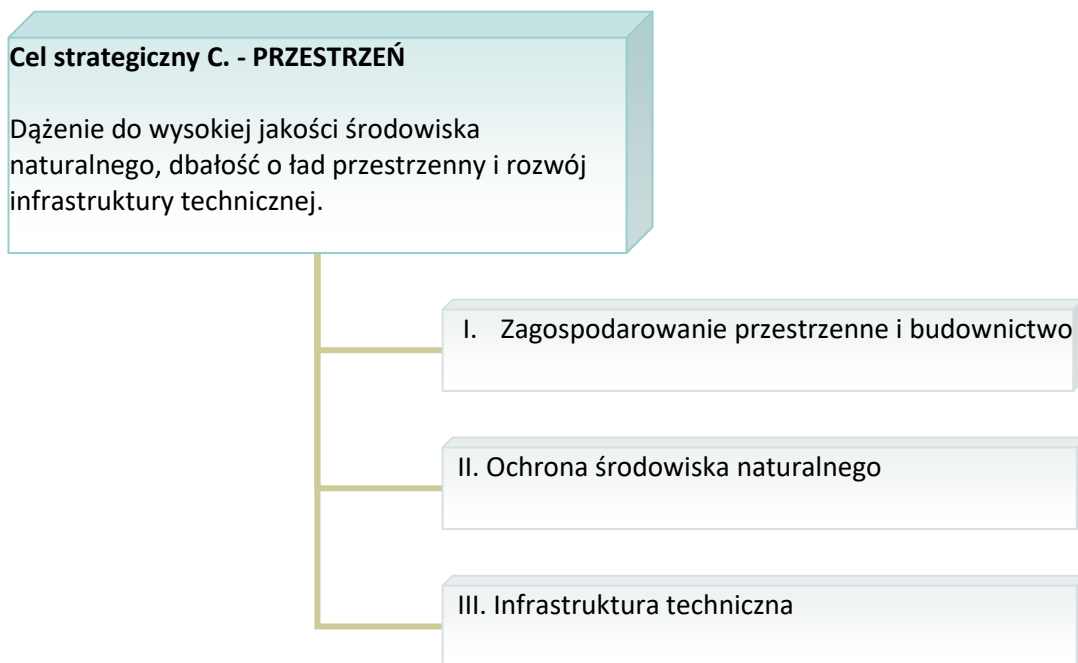 Cel strategiczny C. - PRZESTRZEŃ
Dążenie do wysokiej jakości środowiska
naturalnego, dbałość o ład przestrzenny i rozwój
infrastruktury technicznej.
I. Zagospodarowanie przestrzenne i budownictwo
II. Ochrona środowiska naturalnego
III. Infrastruktura techniczna